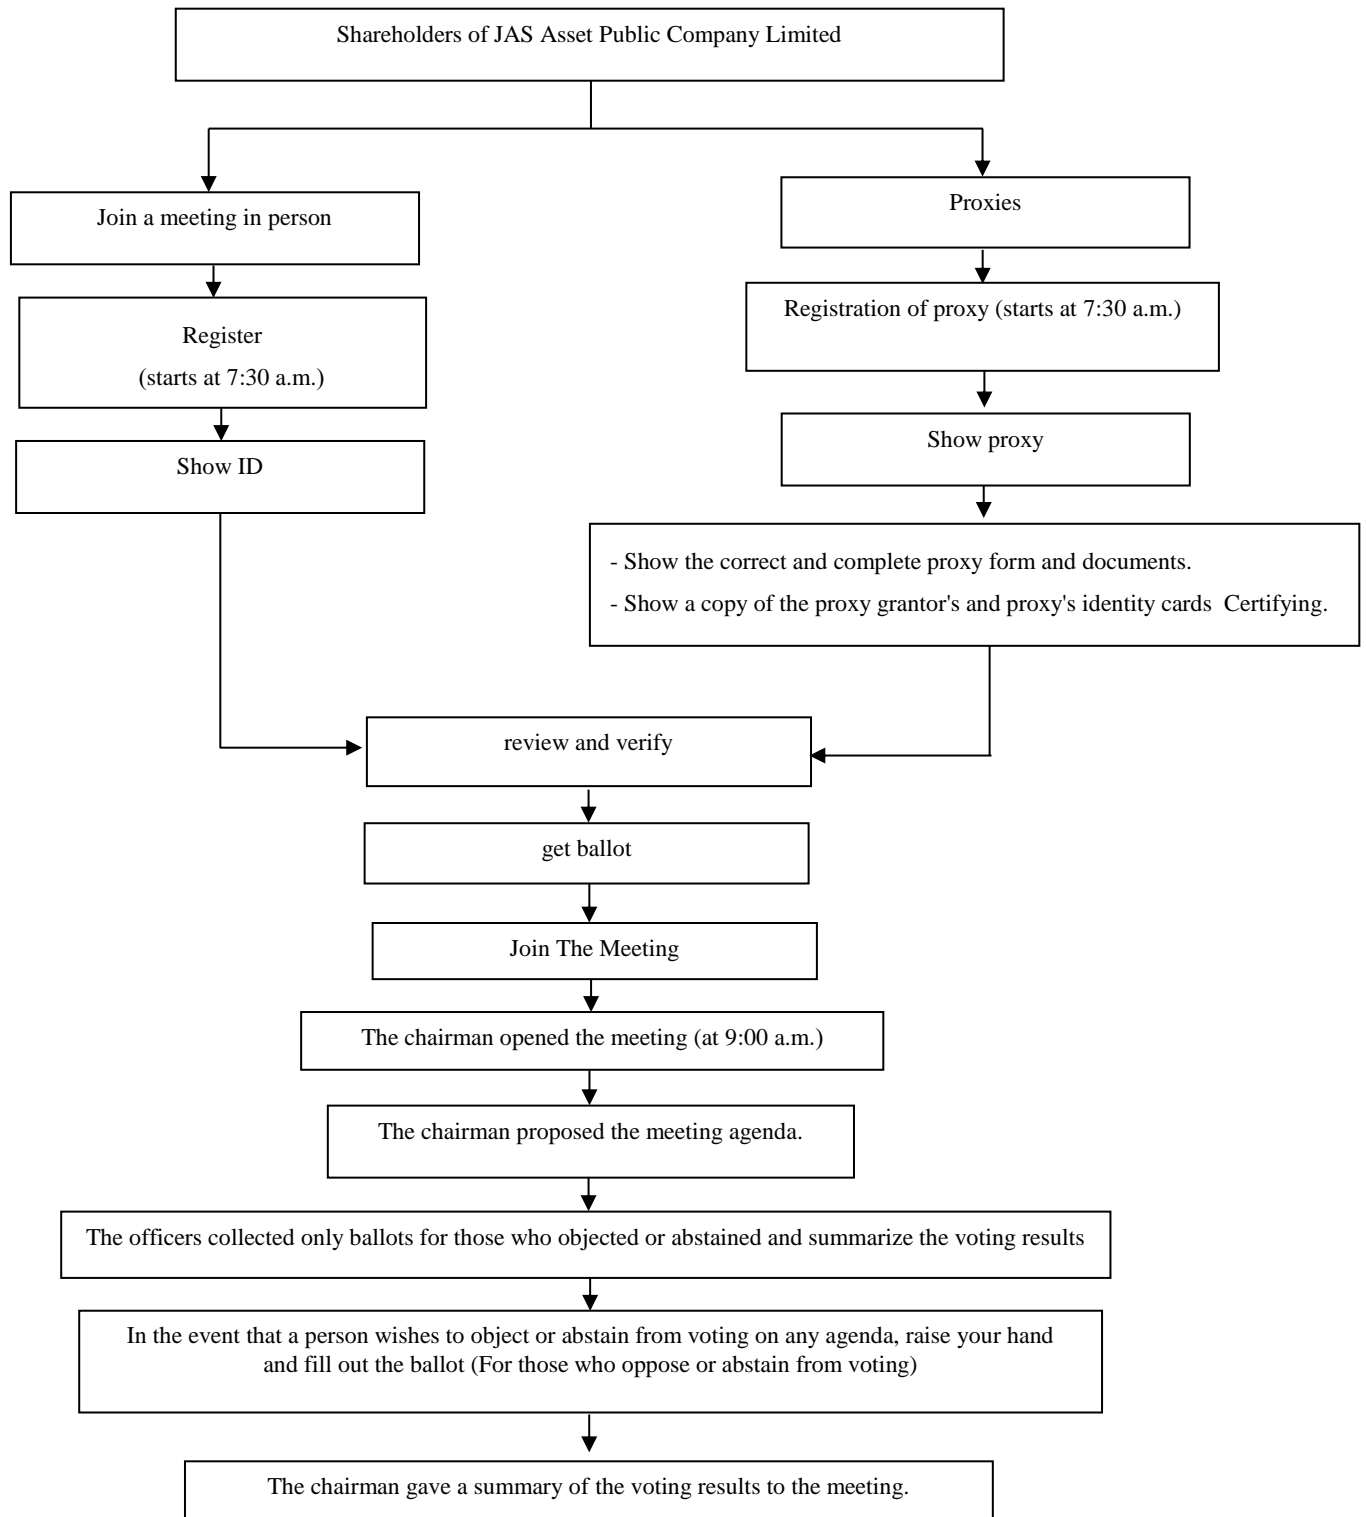 Shareholders of JAS Asset Public Company Limited
Join a meeting in person
Register
(starts at 7:30 a.m.)
Show ID
Proxies
Registration of proxy (starts at 7:30 a.m.)
Show proxy
- Show the correct and complete proxy form and documents.
- Show a copy of the proxy grantor's and proxy's identity cards  Certifying.
review and verify
get ballot
Join The Meeting
The chairman opened the meeting (at 9:00 a.m.)
The chairman proposed the meeting agenda.
The officers collected only ballots for those who objected or abstained and summarize the voting results
In the event that a person wishes to object or abstain from voting on any agenda, raise your hand
and fill out the ballot (For those who oppose or abstain from voting)
The chairman gave a summary of the voting results to the meeting.